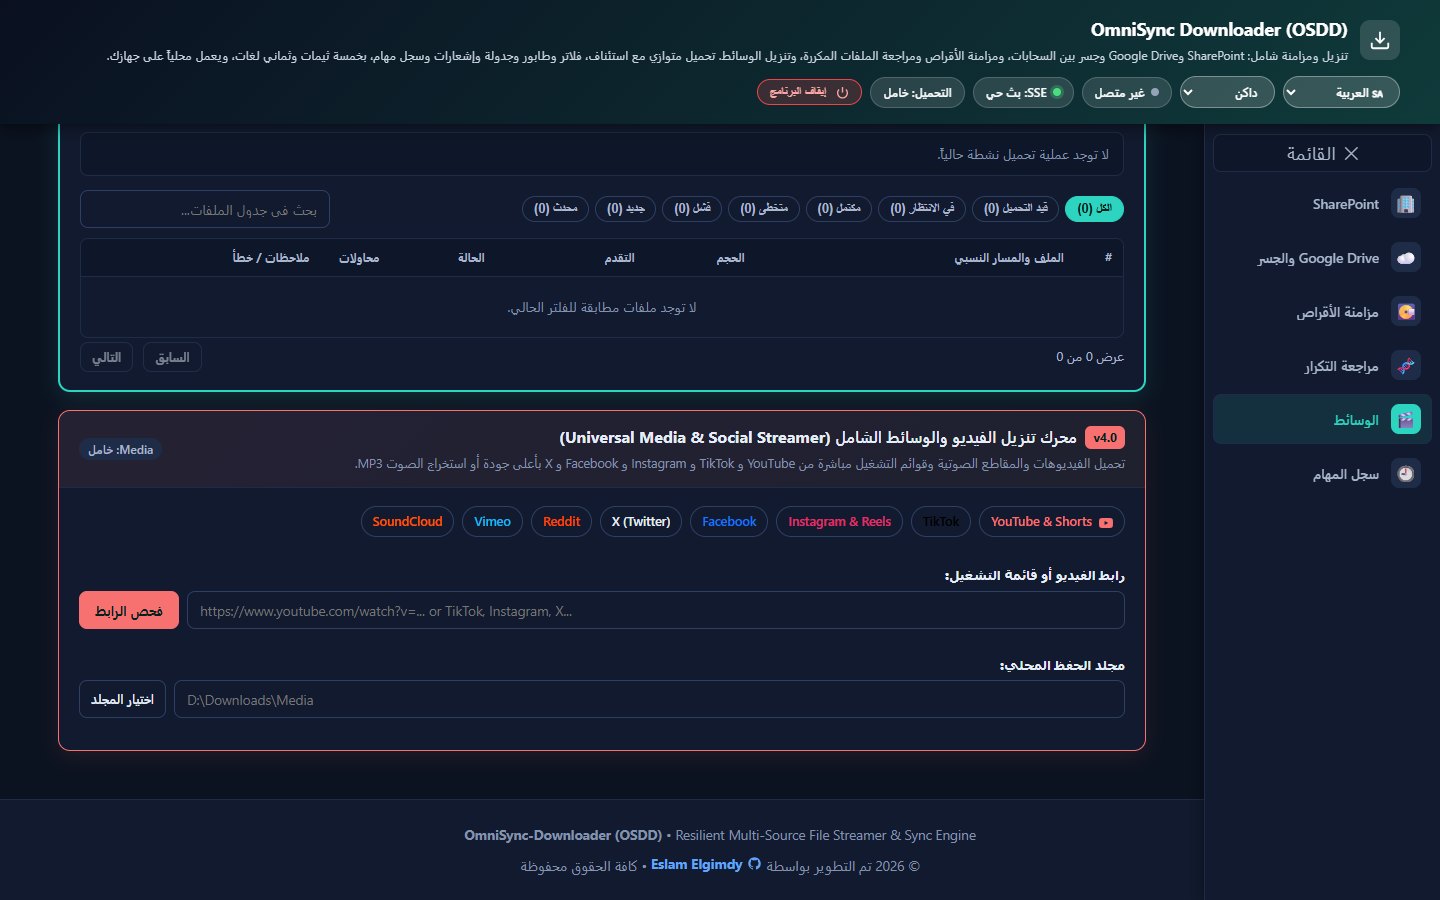 OmniSync Downloader (OSDD)
تنزيل ومزامنة شامل: SharePoint وGoogle Drive وجسر بين السحابات، ومزامنة الأقراص ومراجعة الملفات المكررة، وتنزيل الوسائط. تحميل متوازي مع استئناف، فلاتر وطابور وجدولة وإشعارات وسجل مهام، بخمسة ثيمات وثماني لغات، ويعمل محلياً على جهازك.
SA العربية
داكن
غير متصل
SSE: بث حي
التحميل: خامل
إيقاف البرنامج
القائمة
SharePoint
Google Drive والجسر
مزامنة الأقراص
مراجعة التكرار
الوسائط
سجل المهام
لا توجد عملية تحميل نشطة حالياً.
الكل (0)
قيد التحميل (0)
في الانتظار (0)
مكتمل (0)
متخطى (0)
فشل (0)
جديد (0)
محدث (0)
بحث في جدول الملفات...
# الملف والمسار النسبي الحجم التقدم الحالة محاولات ملاحظات / خطأ
لا توجد ملفات مطابقة للفلتر الحالي.
عرض 0 من 0
السابق
التالي
v4.0 محرك تنزيل الفيديو والوسائط الشامل (Universal Media & Social Streamer)
تحميل الفيديوهات والمقاطع الصوتية وقوائم التشغيل مباشرة من YouTube و TikTok و Instagram و Facebook و X بأعلى جودة أو استخراج الصوت MP3.
Media: خامل
YouTube & Shorts
TikTok
Instagram & Reels
Facebook
X (Twitter)
Reddit
Vimeo
SoundCloud
رابط الفيديو أو قائمة التشغيل:
https://www.youtube.com/watch?v=... or TikTok, Instagram, X...
فحص الرابط
مجلد الحفظ المحلي:
D:\Downloads\Media
اختيار المجلد
OmniSync-Downloader (OSDD) • Resilient Multi-Source File Streamer & Sync Engine
© 2026 تم التطوير بواسطة Eslam Elgimdy • كافة الحقوق محفوظة